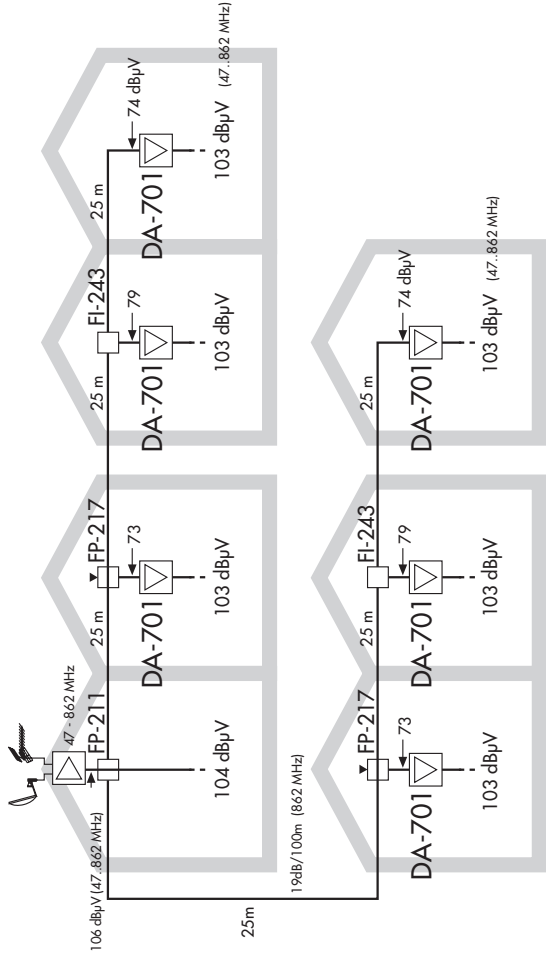 47 - 862 MHz
106 dBµV (47..862 MHz)
FP-211
104 dBµV
25 m
FP-217
73
DA-701
103 dBµV
25 m
FI-243
79
DA-701
103 dBµV
25 m
74 dBµV
DA-701
103 dBµV (47..862 MHz)
25m
19dB/100m (862 MHz)
FP-217
73
DA-701
103 dBµV
25 m
FI-243
79
103 dBµV
25 m
74 dBµV
DA-701
103 dBµV (47..862 MHz)